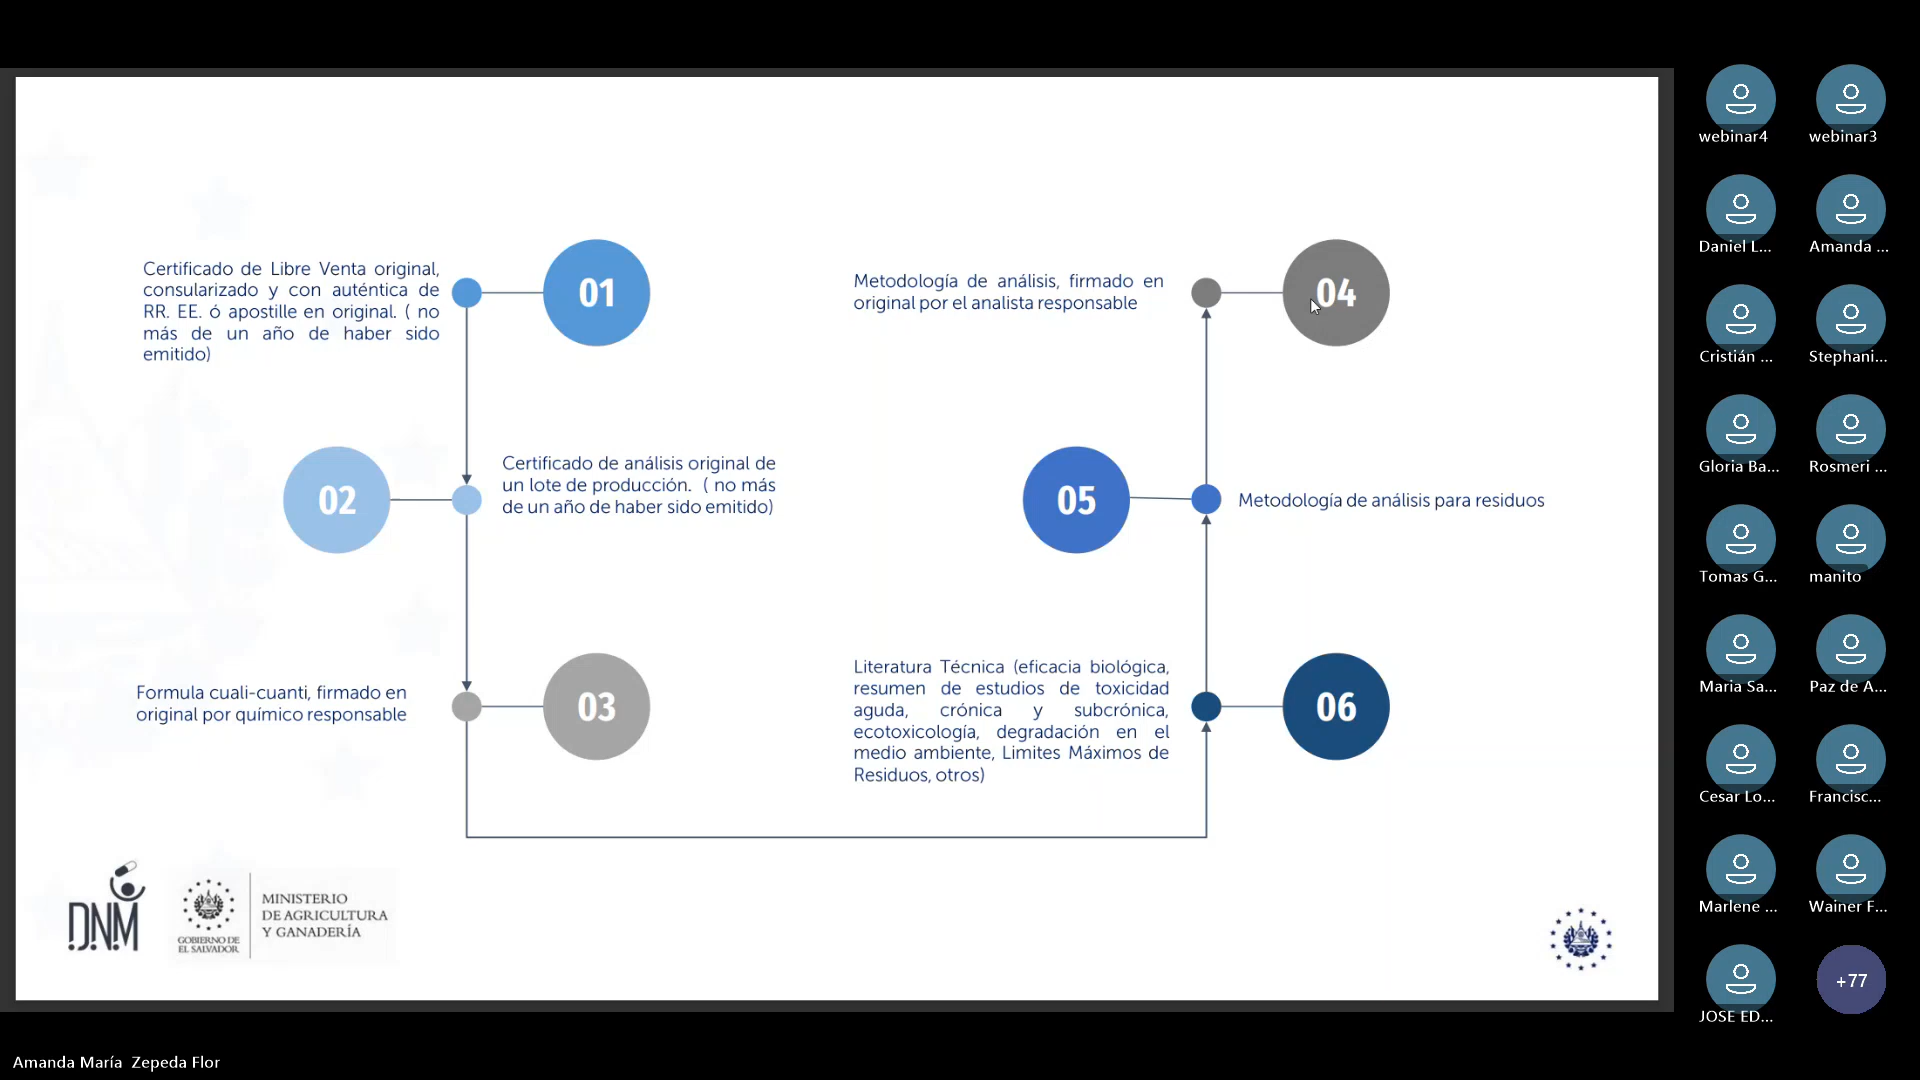 Certificado de Libre Venta original,
consularizado y con auténtica de
RR. EE. ó apostille en original. ( no
más de un año de haber sido
emitido)
01
02
Certificado de análisis original de
un lote de producción. ( no más
de un año de haber sido emitido)
Formula cuali-cuanti, firmado en
original por químico responsable
03
Metodología de análisis, firmado en
original por el analista responsable
04
05
Metodología de análisis para residuos
Literatura Técnica (eficacia biológica,
resumen de estudios de toxicidad
aguda, crónica y subcrónica,
ecotoxicología, degradación en el
medio ambiente, Limites Máximos de
Residuos, otros)
06
DNM
GOBIERNO DE
EL SALVADOR
MINISTERIO
DE AGRICULTURA
Y GANADERÍA
webinar4
webinar3
Daniel L...
Amanda ...
Cristián ...
Stephani...
Gloria Ba...
Rosmeri ...
Tomas G...
manito
Maria Sa...
Paz de A...
Cesar Lo...
Francisc...
Marlene ...
Wainer F...
JOSE ED...
+77
Amanda María Zepeda Flor